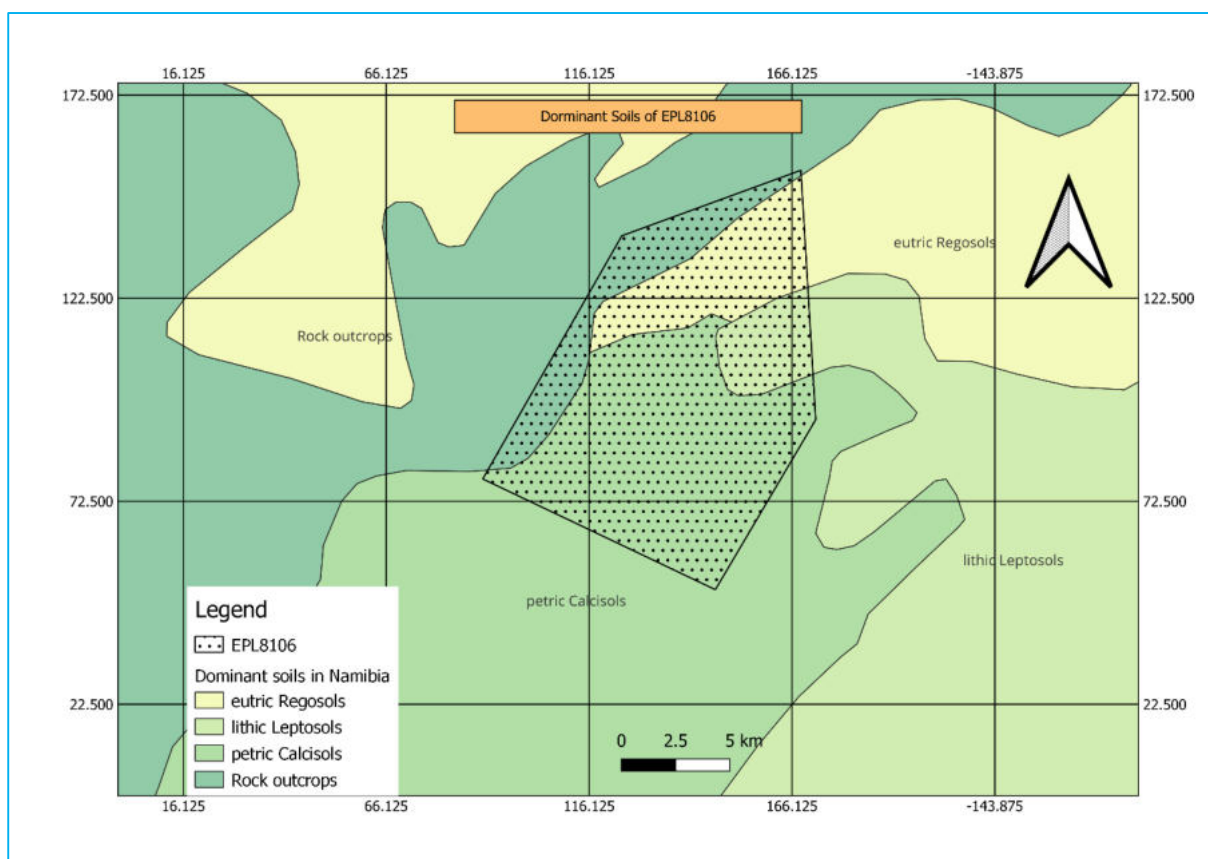 16.125 66.125 116.125 166.125 -143.875
172.500 172.500
Dorminant Soils of EPL8106
eutric Regosols
122.500 122.500
Rock outcrops
72.500 72.500
lithic Leptosols
petric Calcisols
Legend
EPL8106
Dorminant soils in Namibia
eutric Regosols
lithic Leptosols
petric Calcisols
Rock outcrops
22.500 22.500
0 2.5 5 km
16.125 66.125 116.125 166.125 -143.875